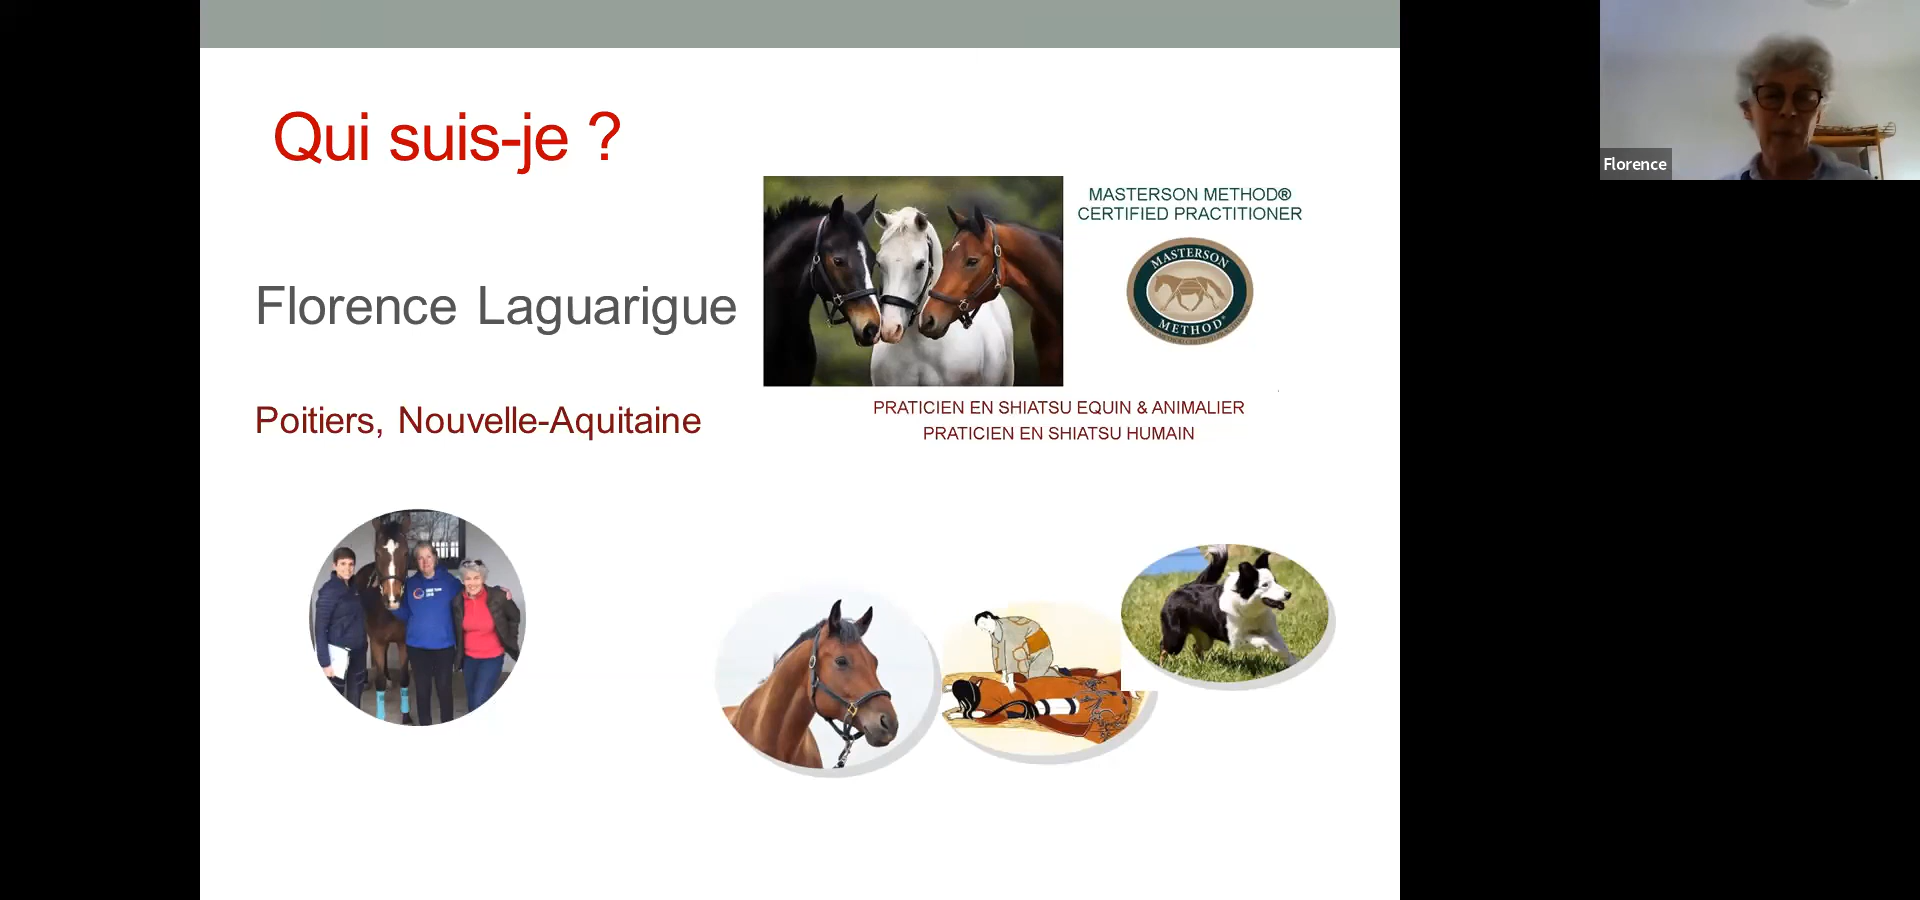 Qui suis-je ?
MASTERSON METHOD®
CERTIFIED PRACTITIONER
MASTERSON
METHOD®
Florence Laguarigue
Poitiers, Nouvelle-Aquitaine
PRATICIEN EN SHIATSU EQUIN & ANIMALIER
PRATICIEN EN SHIATSU HUMAIN
Florence